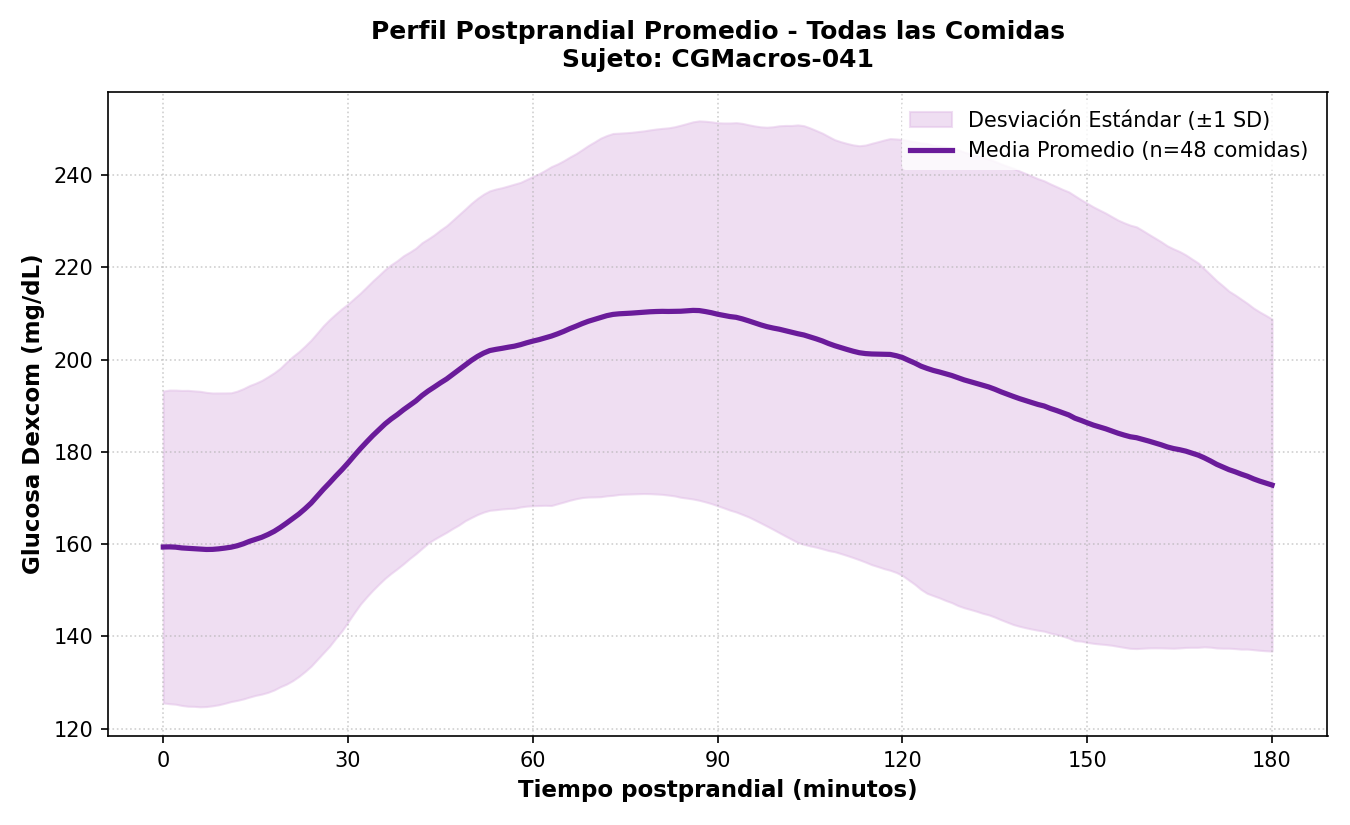 Perfil Postprandial Promedio - Todas las Comidas
Sujeto: CGMacros-041
Desviación Estándar (±1 SD)
Media Promedio (n=48 comidas)
Glucosa Dexcom (mg/dL)
240
220
200
180
160
140
120
0 30 60 90 120 150 180
Tiempo postprandial (minutos)